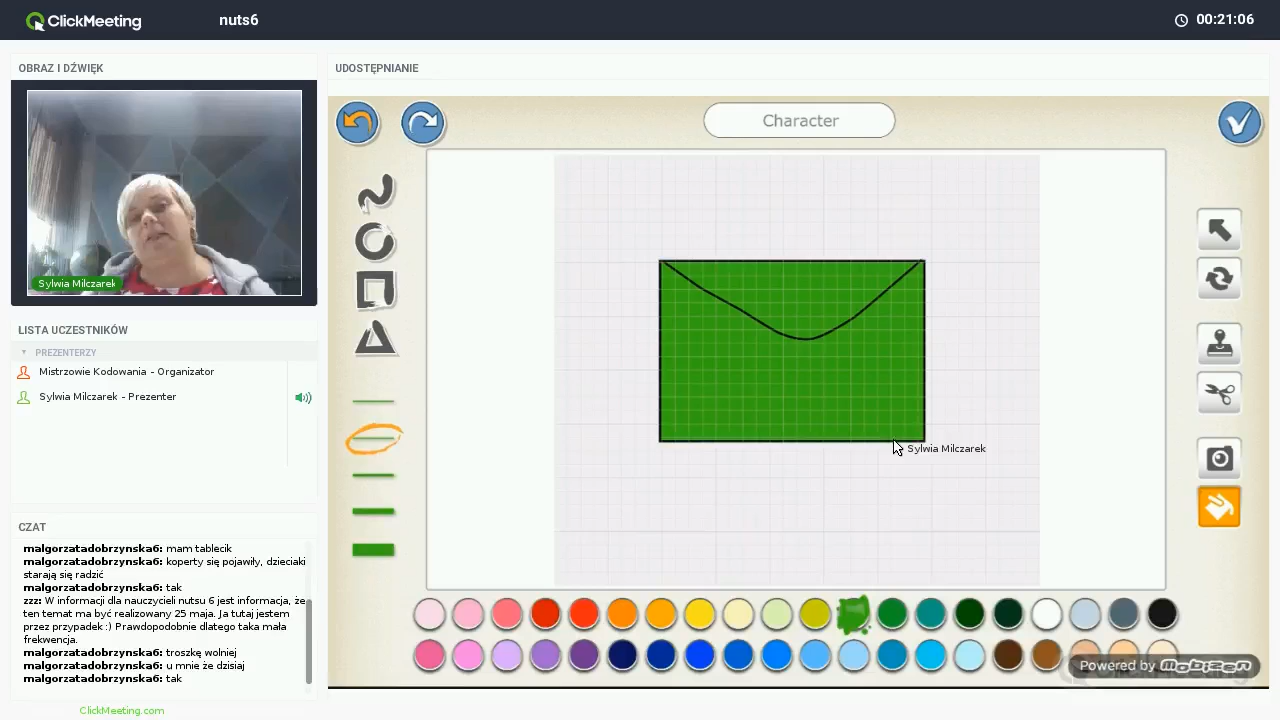 ClickMeeting
nuts6
00:21:06
OBRAZ I DŹWIĘK
Sylwia Milczarek
LISTA UCZESTNIKÓW
PREZENTERZY
Mistrzowie Kodowania - Organizator
Sylwia Milczarek - Prezenter
CZAT
malgorzatadobrzynska6: mam tablecik
malgorzatadobrzynska6: koperty się pojawiły, dzieciaki
starają się radzić
malgorzatadobrzynska6: tak
zzz: W informacji dla nauczycieli nutsu 6 jest informacja, że
ten temat ma być realizowany 25 maja. Ja tutaj jestem
przez przypadek :) Prawdopodobnie dlatego taka mała
frekwencja.
malgorzatadobrzynska6: troszkę wolniej
malgorzatadobrzynska6: u mnie że dzisiaj
malgorzatadobrzynska6: tak
ClickMeeting.com
UDOSTĘPNIANIE
Character
Sylwia Milczarek
Powered by Mobizen
ClickMeeting